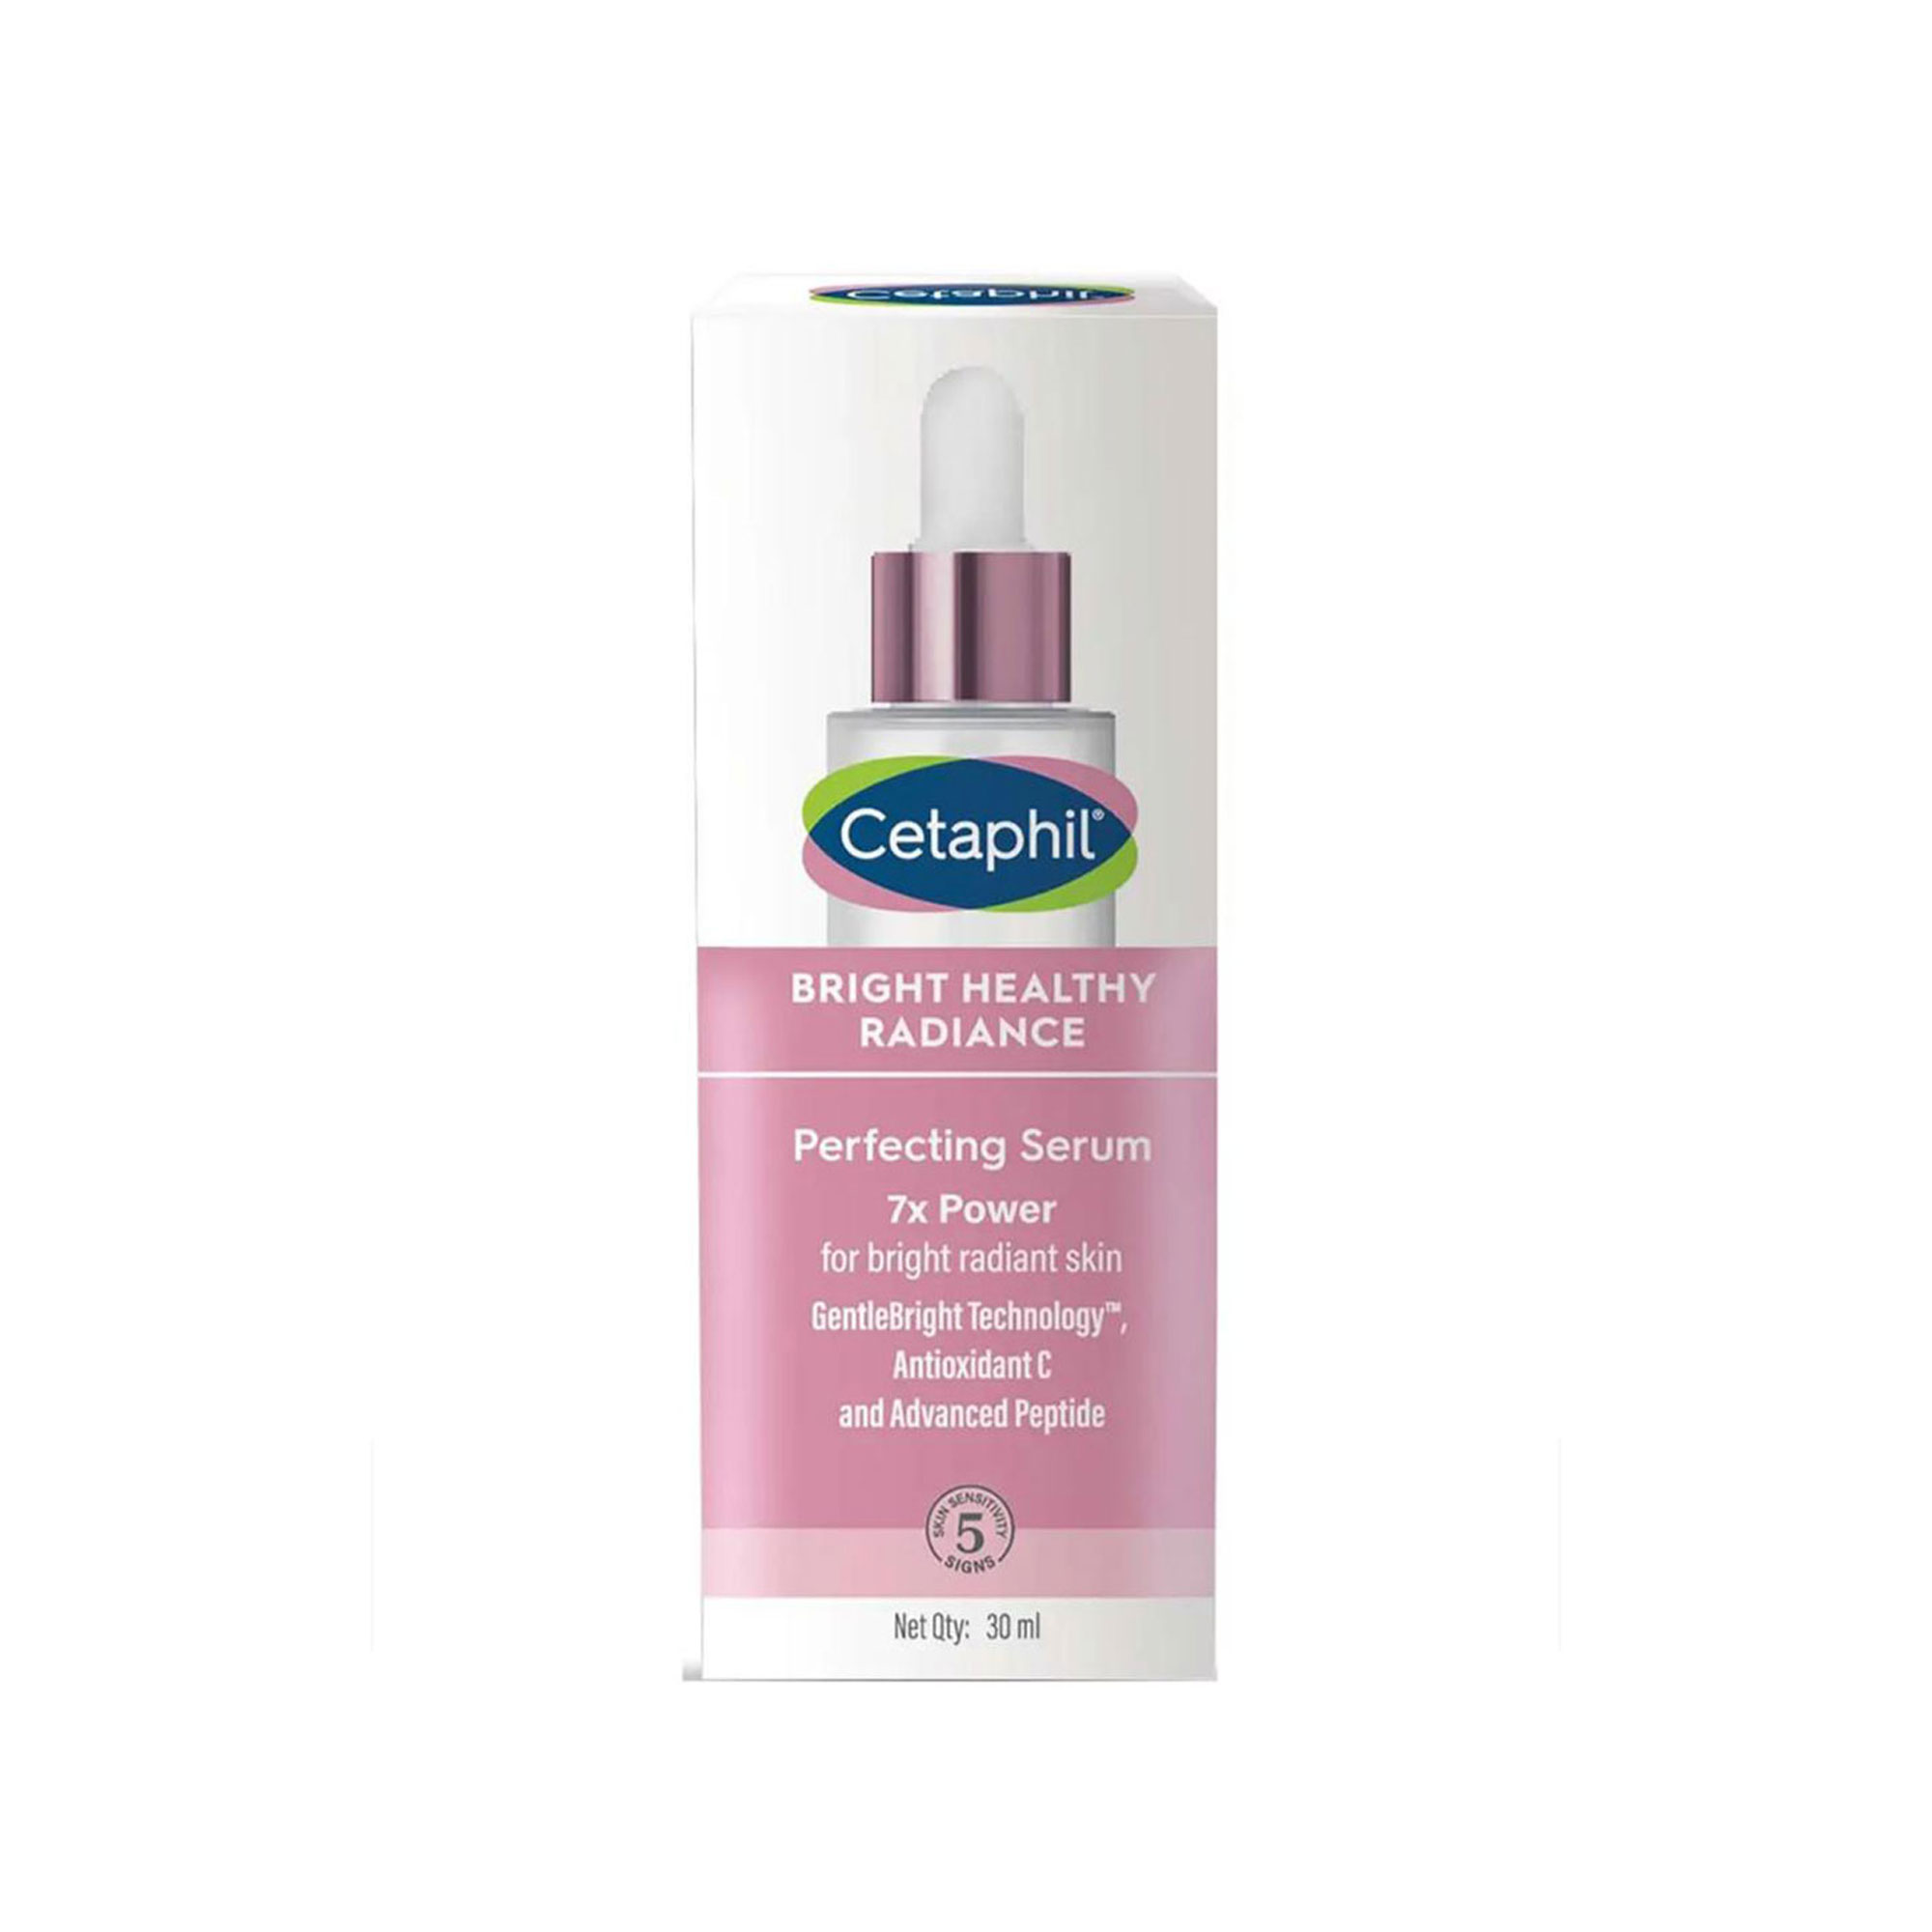 Cetaphil
Cetaphil®
BRIGHT HEALTHY
RADIANCE
Perfecting Serum
7x Power
for bright radiant skin
GentleBright Technology™,
Antioxidant C
and Advanced Peptide
SKIN SENSITIVITY
5
SIGNS
Net Qty: 30 ml